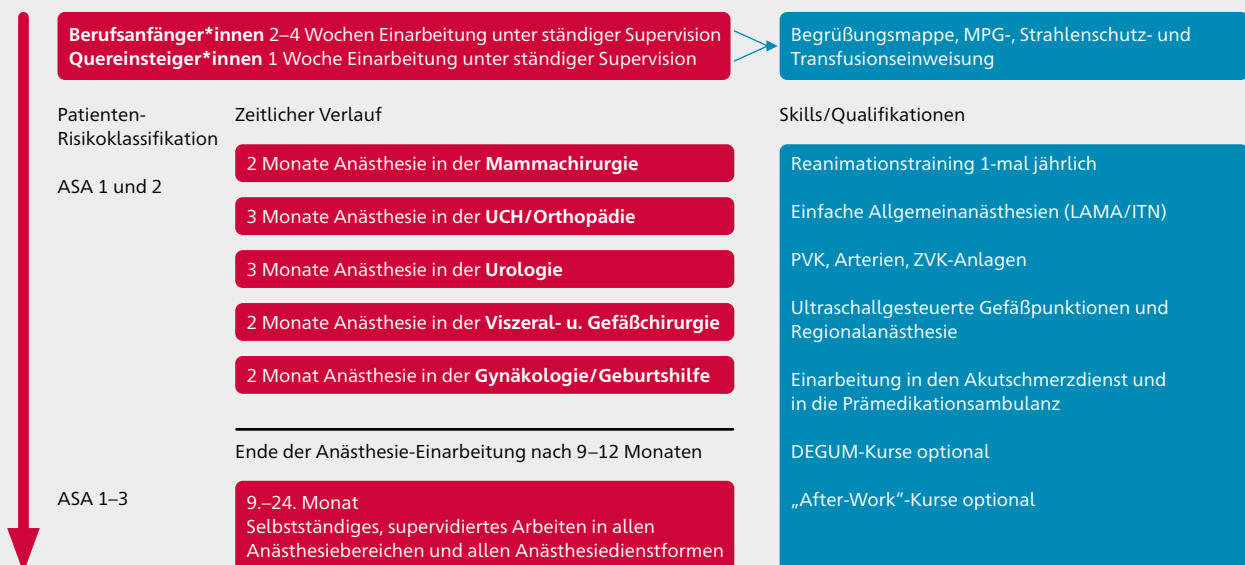 Berufsanfänger*innen 2–4 Wochen Einarbeitung unter ständiger Supervision
Quereinsteiger*innen 1 Woche Einarbeitung unter ständiger Supervision
Begrüßungsmappe, MPG-, Strahlenschutz- und
Transfusionseinweisung
Patienten-
Risikoklassifikation
Zeitlicher Verlauf
Skills/Qualifikationen
ASA 1 und 2
2 Monate Anästhesie in der Mammachirurgie
3 Monate Anästhesie in der UCH/Orthopädie
3 Monate Anästhesie in der Urologie
2 Monate Anästhesie in der Viszeral- u. Gefäßchirurgie
2 Monat Anästhesie in der Gynäkologie/Geburtshilfe
Ende der Anästhesie-Einarbeitung nach 9–12 Monaten
ASA 1–3
9.–24. Monat
Selbstständiges, supervidiertes Arbeiten in allen
Anästhesiebereichen und allen Anästhesiedienstformen
Reanimationstraining 1-mal jährlich
Einfache Allgemeinanästhesien (LAMA/ITN)
PVK, Arterien, ZVK-Anlagen
Ultraschallgesteuerte Gefäßpunktionen und
Regionalanästhesie
Einarbeitung in den Akutschmerzdienst und
in die Prämedikationsambulanz
DEGUM-Kurse optional
„After-Work“-Kurse optional